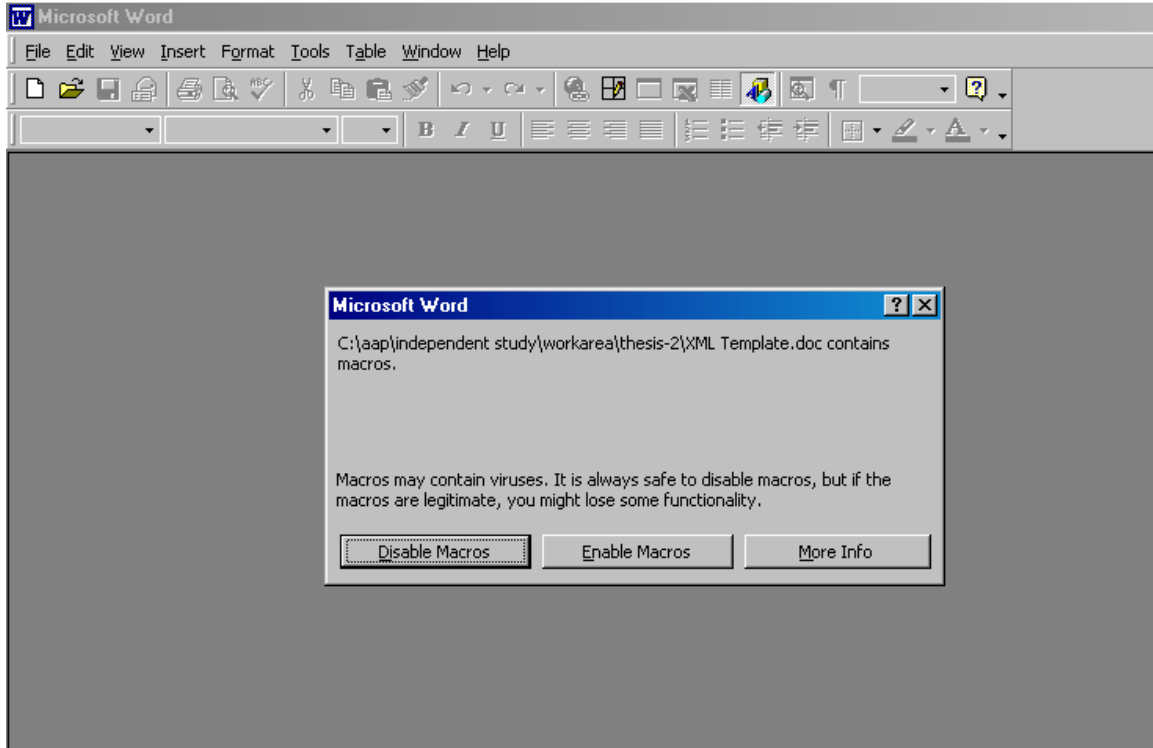 Microsoft Word
File Edit View Insert Format Tools Table Window Help
ABC
B I U A
Microsoft Word
C:\aap\independent study\workarea\thesis-2\XML Template.doc contains
macros.
Macros may contain viruses. It is always safe to disable macros, but if the
macros are legitimate, you might lose some functionality.
Disable Macros Enable Macros More Info